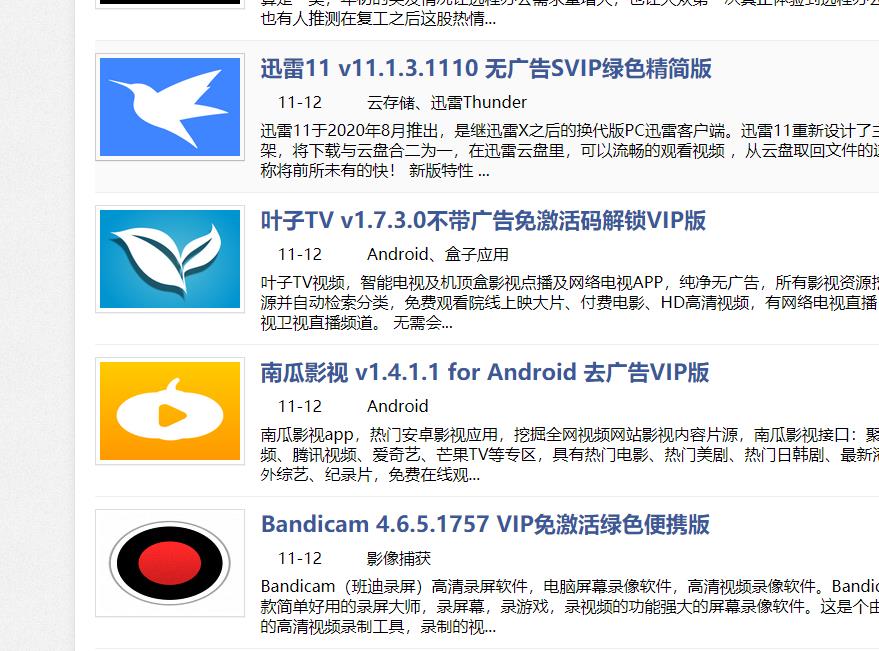 也有人推测在复工之后这股热情...
迅雷11 v11.1.3.1110 无广告SVIP绿色精简版
11-12 云存储、迅雷Thunder
迅雷11于2020年8月推出，是继迅雷X之后的换代版PC迅雷客户端。迅雷11重新设计了
架，将下载与云盘合二为一，在迅雷云盘里，可以流畅的观看视频 ，从云盘取回文件的
称将前所未有的快！ 新版特性 ...
叶子TV v1.7.3.0不带广告免激活码解锁VIP版
11-12 Android、盒子应用
叶子TV视频，智能电视及机顶盒影视点播及网络电视APP，纯净无广告，所有影视资源
源并自动检索分类，免费观看院线上映大片、付费电影、HD高清视频，有网络电视直播
视卫视直播频道。 无需会...
南瓜影视 v1.4.1.1 for Android 去广告VIP版
11-12 Android
南瓜影视app，热门安卓影视应用，挖掘全网视频网站影视内容片源，南瓜影视接口：聚
频、腾讯视频、爱奇艺、芒果TV等专区，具有热门电影、热门美剧、热门日韩剧、最新
外综艺、纪录片，免费在线观...
Bandicam 4.6.5.1757 VIP免激活绿色便携版
11-12 影像捕获
Bandicam（班迪录屏）高清录屏软件，电脑屏幕录像软件，高清视频录像软件。Bandic
款简单好用的录屏大师，录屏幕，录游戏，录视频的功能强大的屏幕录像软件。这是个由
的高清视频录制工具，录制的视...